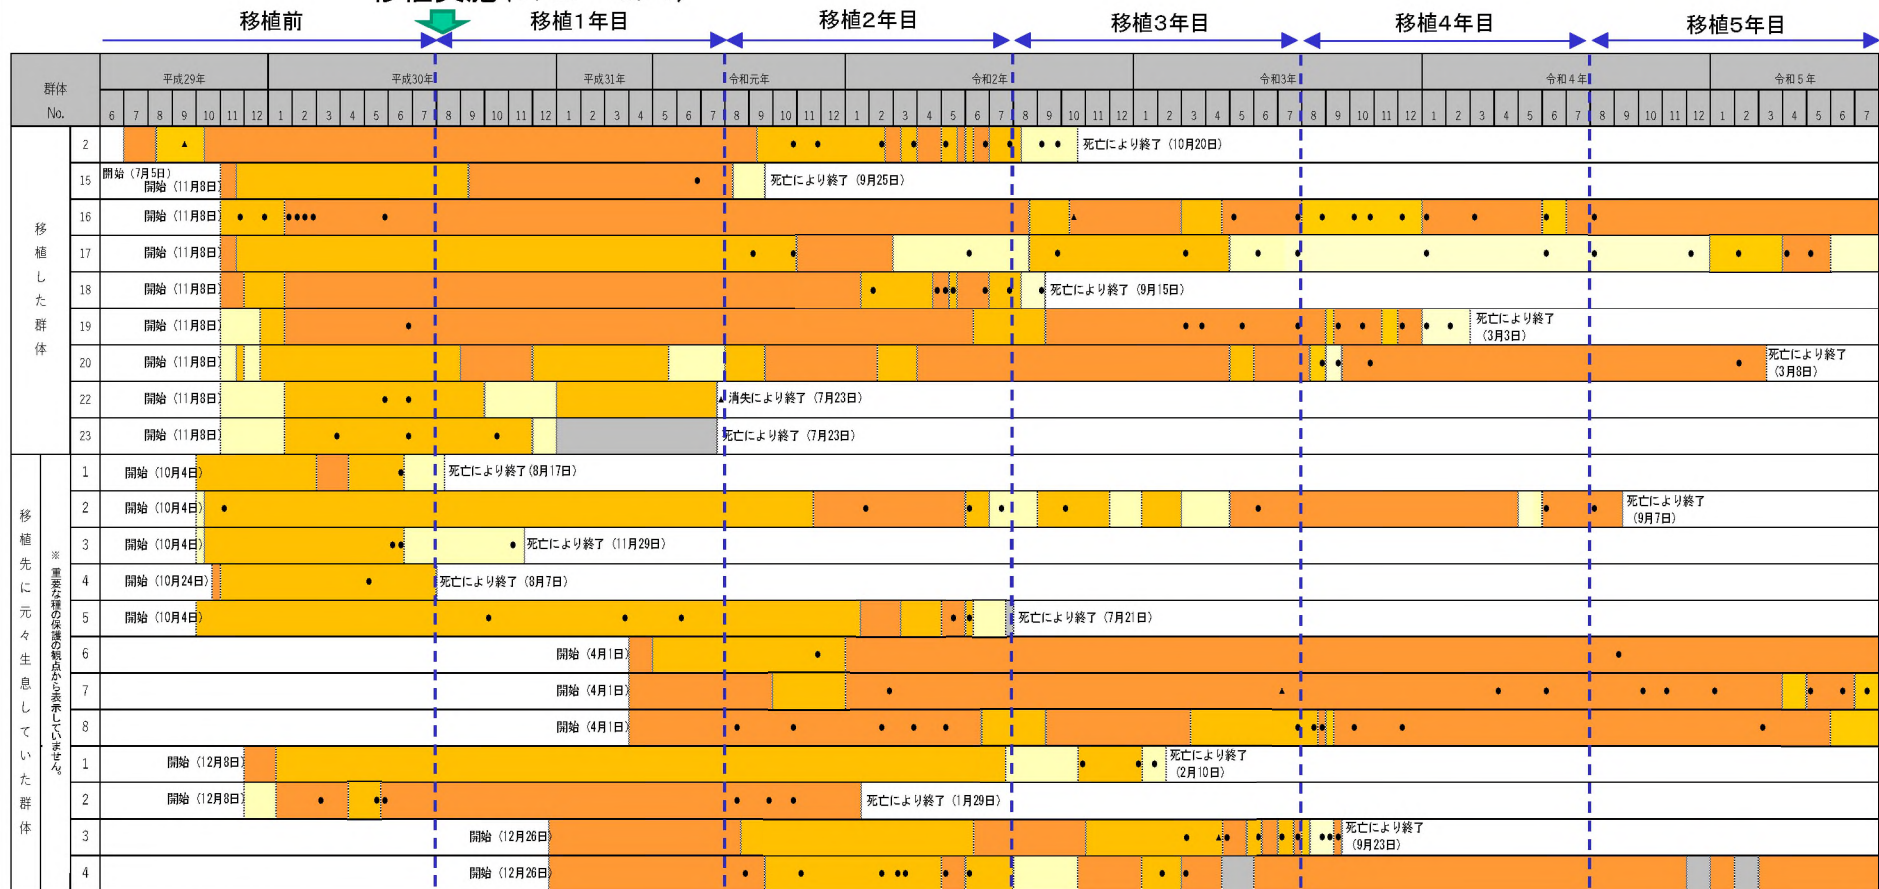 移植前
移植1年目
移植2年目
移植3年目
移植4年目
移植5年目
群体
No.
平成29年
平成30年
平成31年
令和元年
令和2年
令和3年
令和4年
令和5年
6 7 8 9 10 11 12 1 2 3 4 5 6 7 8 9 10 11 12 1 2 3 4 5 6 7 8 9 10 11 12 1 2 3 4 5 6 7 8 9 10 11 12 1 2 3 4 5 6 7 8 9 10 11 12 1 2 3 4 5 6 7 8 9 10 11 12 1 2 3 4 5 6 7
移植した群体
2
死亡により終了(10月20日)
開始(7月5日)
15
開始(11月8日)
死亡により終了(9月25日)
16
開始(11月8日)
17
開始(11月8日)
18
開始(11月8日)
死亡により終了(9月15日)
19
開始(11月8日)
死亡により終了
(3月3日)
20
開始(11月8日)
死亡により終了
(3月8日)
22
開始(11月8日)
消失により終了(7月23日)
23
開始(11月8日)
死亡により終了(7月23日)
移植先に元々生息していた群体
※重要な種の保護の観点から表示していません。
1
開始(10月4日)
死亡により終了(8月17日)
2
開始(10月4日)
死亡により終了
(9月7日)
3
開始(10月4日)
死亡により終了(11月29日)
4
開始(10月24日)
死亡により終了(8月7日)
5
開始(10月4日)
死亡により終了(7月21日)
6
開始(4月1日)
7
開始(4月1日)
8
開始(4月1日)
1
開始(12月8日)
死亡により終了
(2月10日)
2
開始(12月8日)
死亡により終了(1月29日)
3
開始(12月26日)
死亡により終了
(9月23日)
4
開始(12月26日)